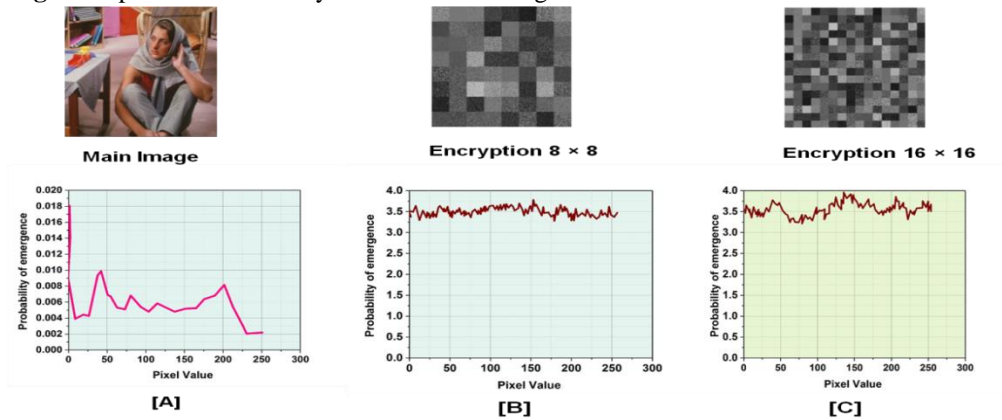 Main Image
Encryption 8 × 8
Encryption 16 × 16
Probability of emergence
0.020
0.018
0.016
0.014
0.012
0.010
0.008
0.006
0.004
0.002
0.000
0 50 100 150 200 250 300
Pixel Value
[A]
Probability of emergence
4.0
3.5
3.0
2.5
2.0
1.5
1.0
0.5
0.0
0 50 100 150 200 250 300
Pixel Value
[B]
Probability of emergence
4.0
3.5
3.0
2.5
2.0
1.5
1.0
0.5
0.0
0 50 100 150 200 250 300
Pixel Value
[C]